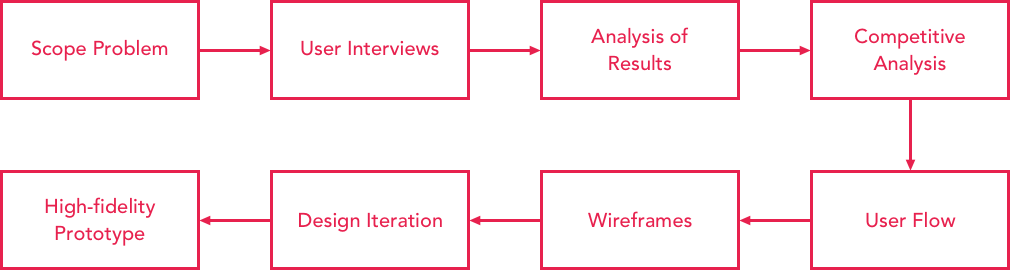 Scope Problem
User Interviews
Analysis of
Results
Competitive
Analysis
User Flow
Wireframes
Design Iteration
High-fidelity
Prototype